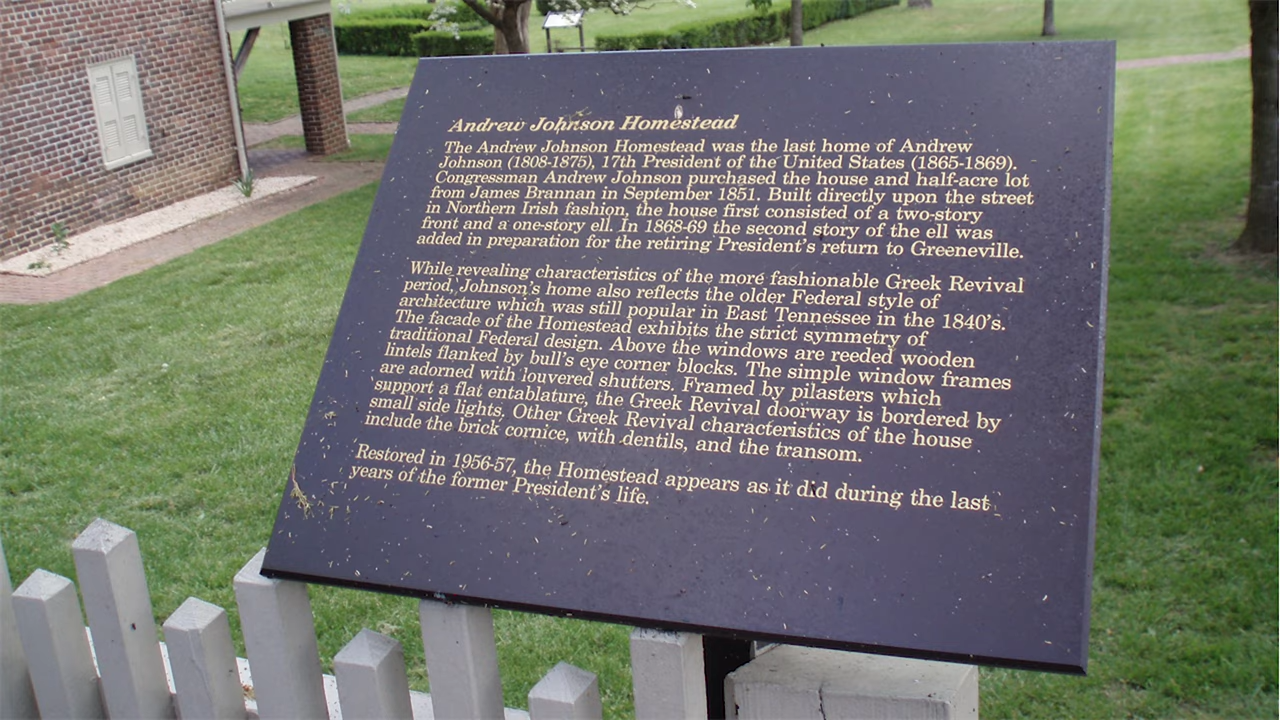 Andrew Johnson Homestead
The Andrew Johnson Homestead was the last home of Andrew
Johnson (1808-1875), 17th President of the United States (1865-1869).
Congressman Andrew Johnson purchased the house and half-acre lot
from James Brannan in September 1851. Built directly upon the street
in Northern Irish fashion, the house first consisted of a two-story
front and a one-story ell. In 1868-69 the second story of the ell was
added in preparation for the retiring President's return to Greeneville.
While revealing characteristics of the more fashionable Greek Revival
period, Johnson's home also reflects the older Federal style of
architecture which was still popular in East Tennessee in the 1840's.
The facade of the Homestead exhibits the strict symmetry of
traditional Federal design. Above the windows are reeded wooden
lintels flanked by bull's eye corner blocks. The simple window frames
are adorned with louvered shutters. Framed by pilasters which
support a flat entablature, the Greek Revival doorway is bordered by
small side lights. Other Greek Revival characteristics of the house
include the brick cornice, with dentils, and the transom.
Restored in 1956-57, the Homestead appears as it did during the last
years of the former President's life.